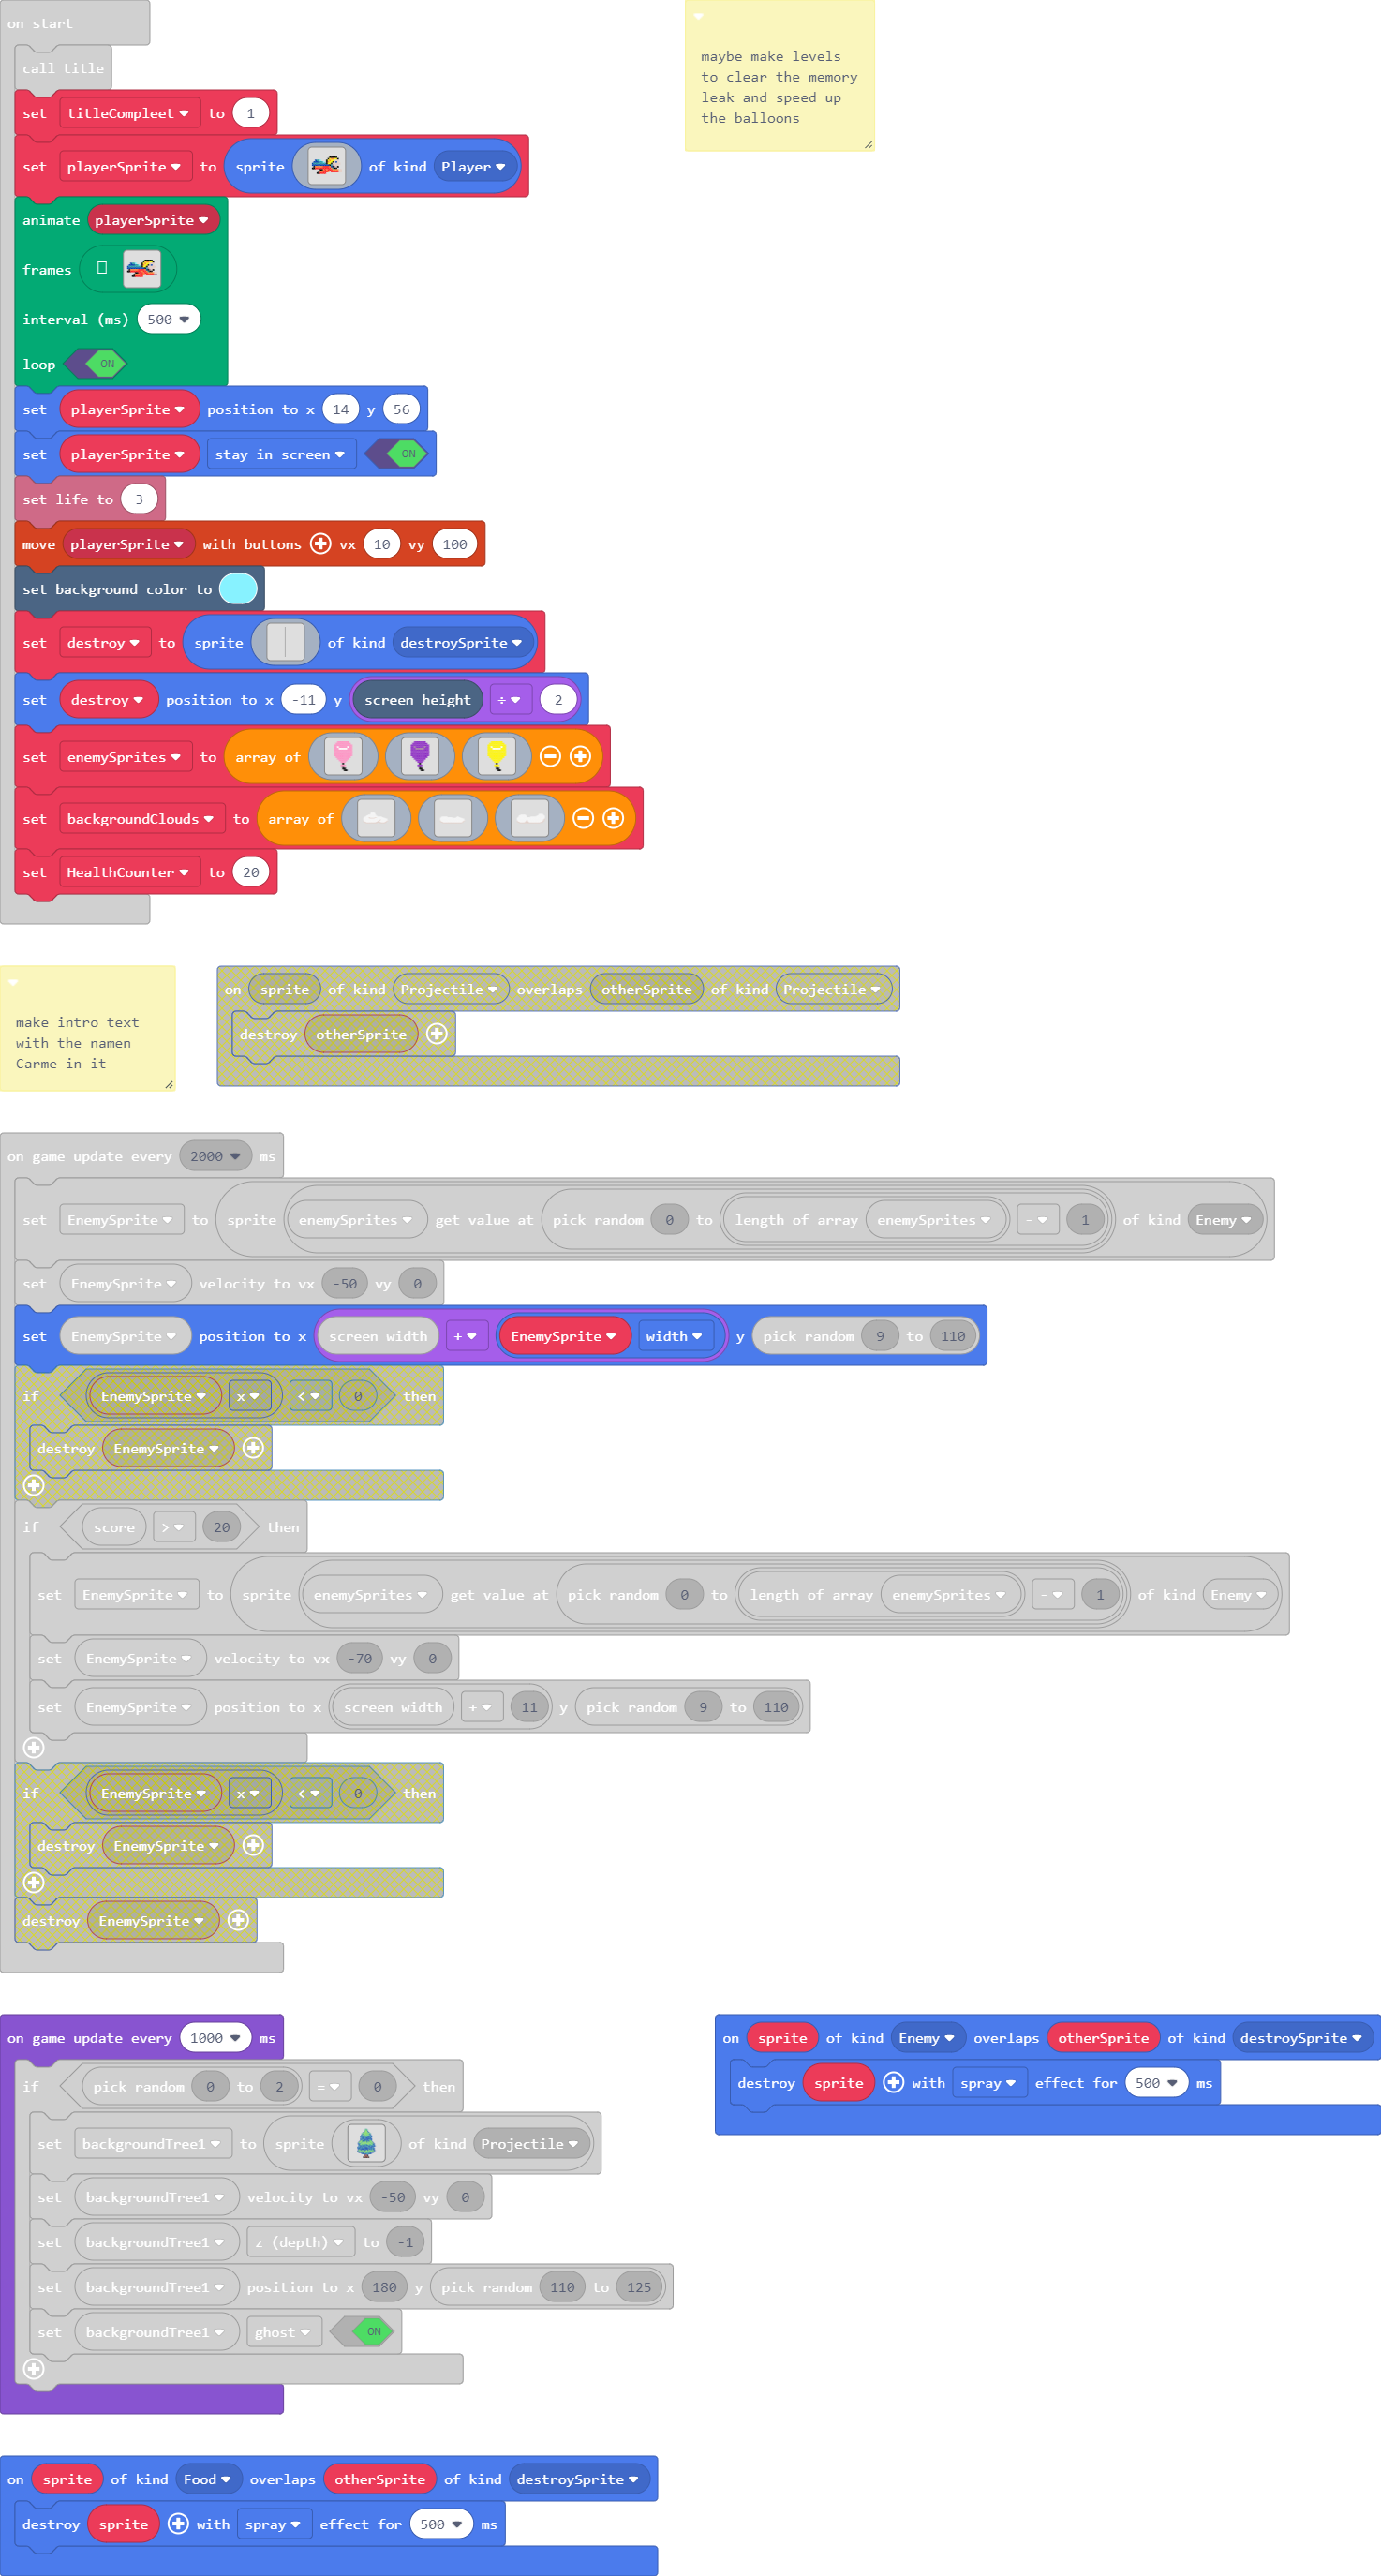 on start
call title
set titleCompleet to 1
set playerSprite to sprite of kind Player
animate playerSprite
frames
interval (ms) 500
loop ON
set playerSprite position to x 14 y 56
set playerSprite stay in screen ON
set life to 3
move playerSprite with buttons vx 10 vy 100
set background color to
set destroy to sprite of kind destroySprite
set destroy position to x -11 y screen height ÷ 2
set enemySprites to array of
set backgroundClouds to array of
set HealthCounter to 20
maybe make levels
to clear the memory
leak and speed up
the balloons
make intro text
with the namen
Carme in it
on sprite of kind Projectile overlaps otherSprite of kind Projectile
destroy otherSprite
on game update every 2000 ms
set EnemySprite to sprite enemySprites get value at pick random 0 to length of array enemySprites - 1 of kind Enemy
set EnemySprite velocity to vx -50 vy 0
set EnemySprite position to x screen width + EnemySprite width y pick random 9 to 110
if EnemySprite x < 0 then
destroy EnemySprite
if score > 20 then
set EnemySprite to sprite enemySprites get value at pick random 0 to length of array enemySprites - 1 of kind Enemy
set EnemySprite velocity to vx -70 vy 0
set EnemySprite position to x screen width + 11 y pick random 9 to 110
if EnemySprite x < 0 then
destroy EnemySprite
destroy EnemySprite
on game update every 1000 ms
if pick random 0 to 2 = 0 then
set backgroundTree1 to sprite of kind Projectile
set backgroundTree1 velocity to vx -50 vy 0
set backgroundTree1 z (depth) to -1
set backgroundTree1 position to x 180 y pick random 110 to 125
set backgroundTree1 ghost ON
on sprite of kind Enemy overlaps otherSprite of kind destroySprite
destroy sprite with spray effect for 500 ms
on sprite of kind Food overlaps otherSprite of kind destroySprite
destroy sprite with spray effect for 500 ms